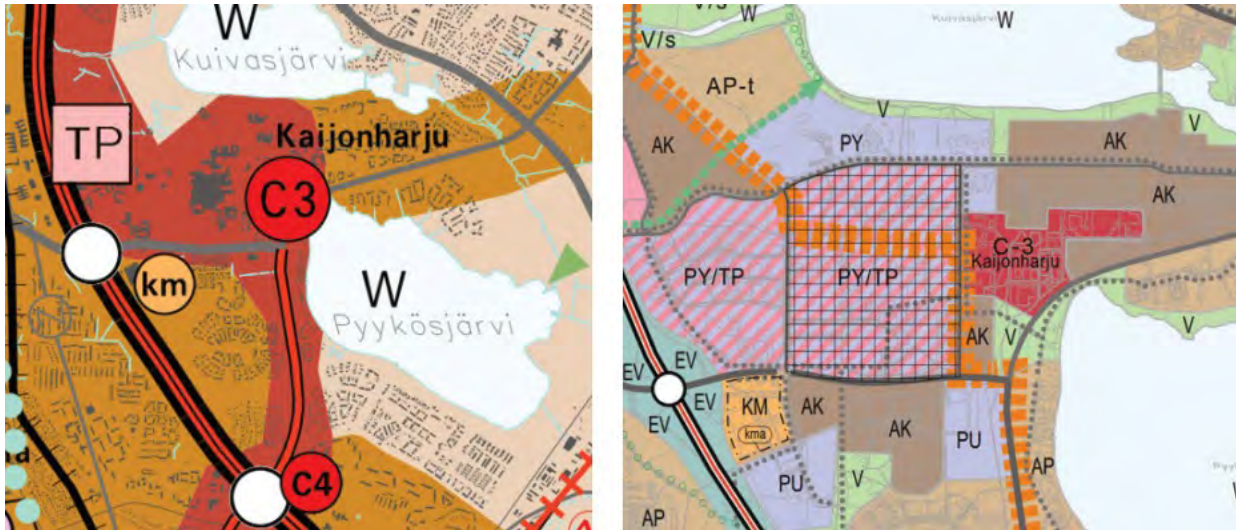 W
Kuivasjärvi
TP
Kaijonharju
C3
km
W
Pyykösjärvi
C4
V/s
V/s
Kuivasjärvi
W
AP-t
AK
PY
V
AK
V
AK
PY/TP
PY/TP
C-3
Kaijonharju
AK
V
V
EV
EV
EV
EV
KM
kma
AK
AK
PU
PU
V
AP
AP